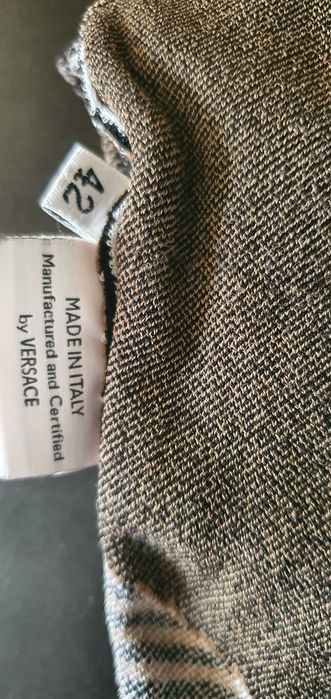 42
MADE IN ITALY
Manufactured and Certified
by VERSACE